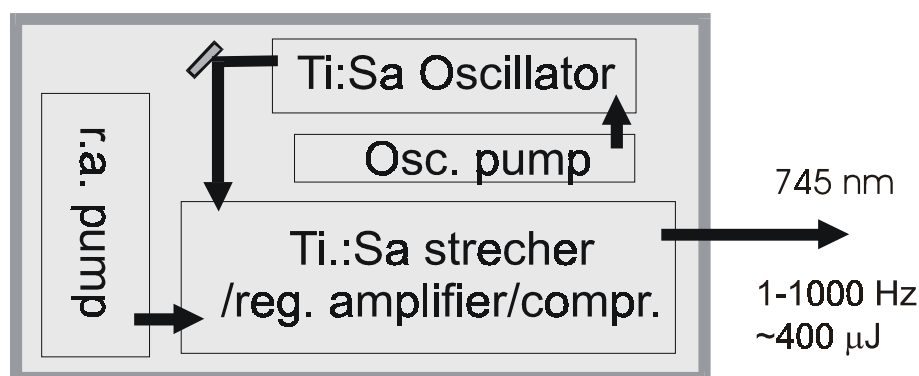 Ti:Sa Oscillator
Osc. pump
r.a. pump
Ti.:Sa strecher
/reg. amplifier/compr.
745 nm
1-1000 Hz
~400 μJ